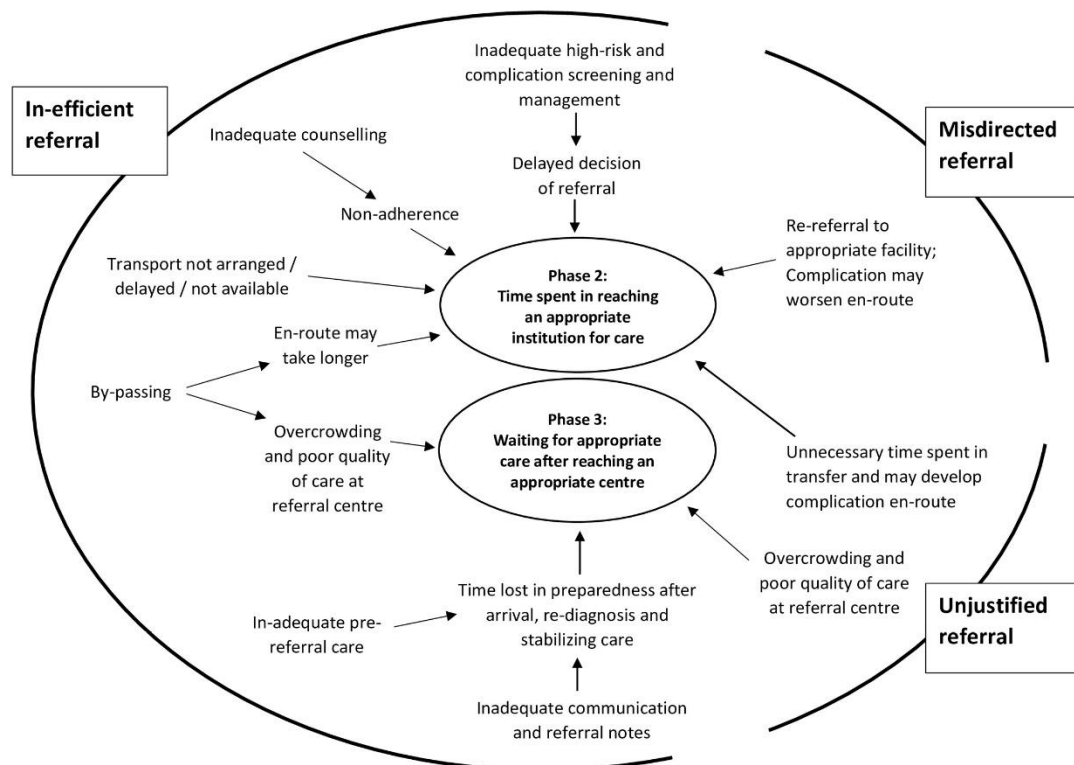 Inadequate high-risk and
complication screening and
management
In-efficient
referral
Misdirected
referral
Inadequate counselling
Delayed decision
of referral
Non-adherence
Re-referral to
appropriate facility;
Complication may
worsen en-route
Transport not arranged /
delayed / not available
Phase 2:
Time spent in reaching
an appropriate
institution for care
En-route may
take longer
By-passing
Phase 3:
Waiting for appropriate
care after reaching an
appropriate centre
Overcrowding
and poor quality
of care at
referral centre
Unnecessary time spent in
transfer and may develop
complication en-route
Overcrowding and
poor quality of care
at referral centre
Unjustified
referral
Time lost in preparedness after
arrival, re-diagnosis and
stabilizing care
In-adequate pre-
referral care
Inadequate communication
and referral notes